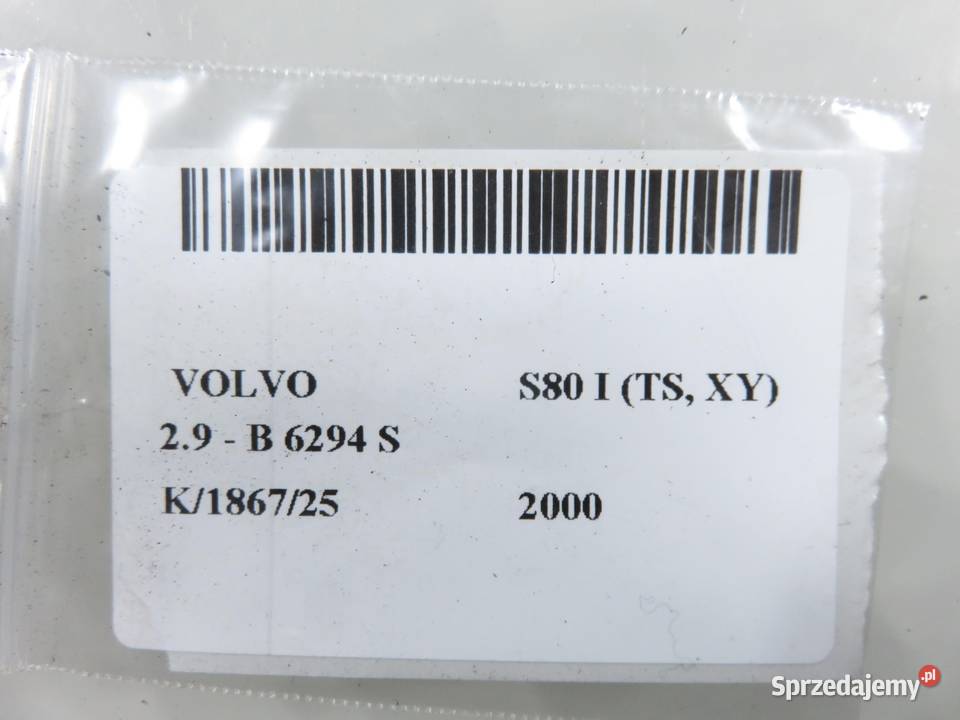 VOLVO S80 I (TS, XY)
2.9 - B 6294 S
K/1867/25 2000
Sprzedajemy.pl